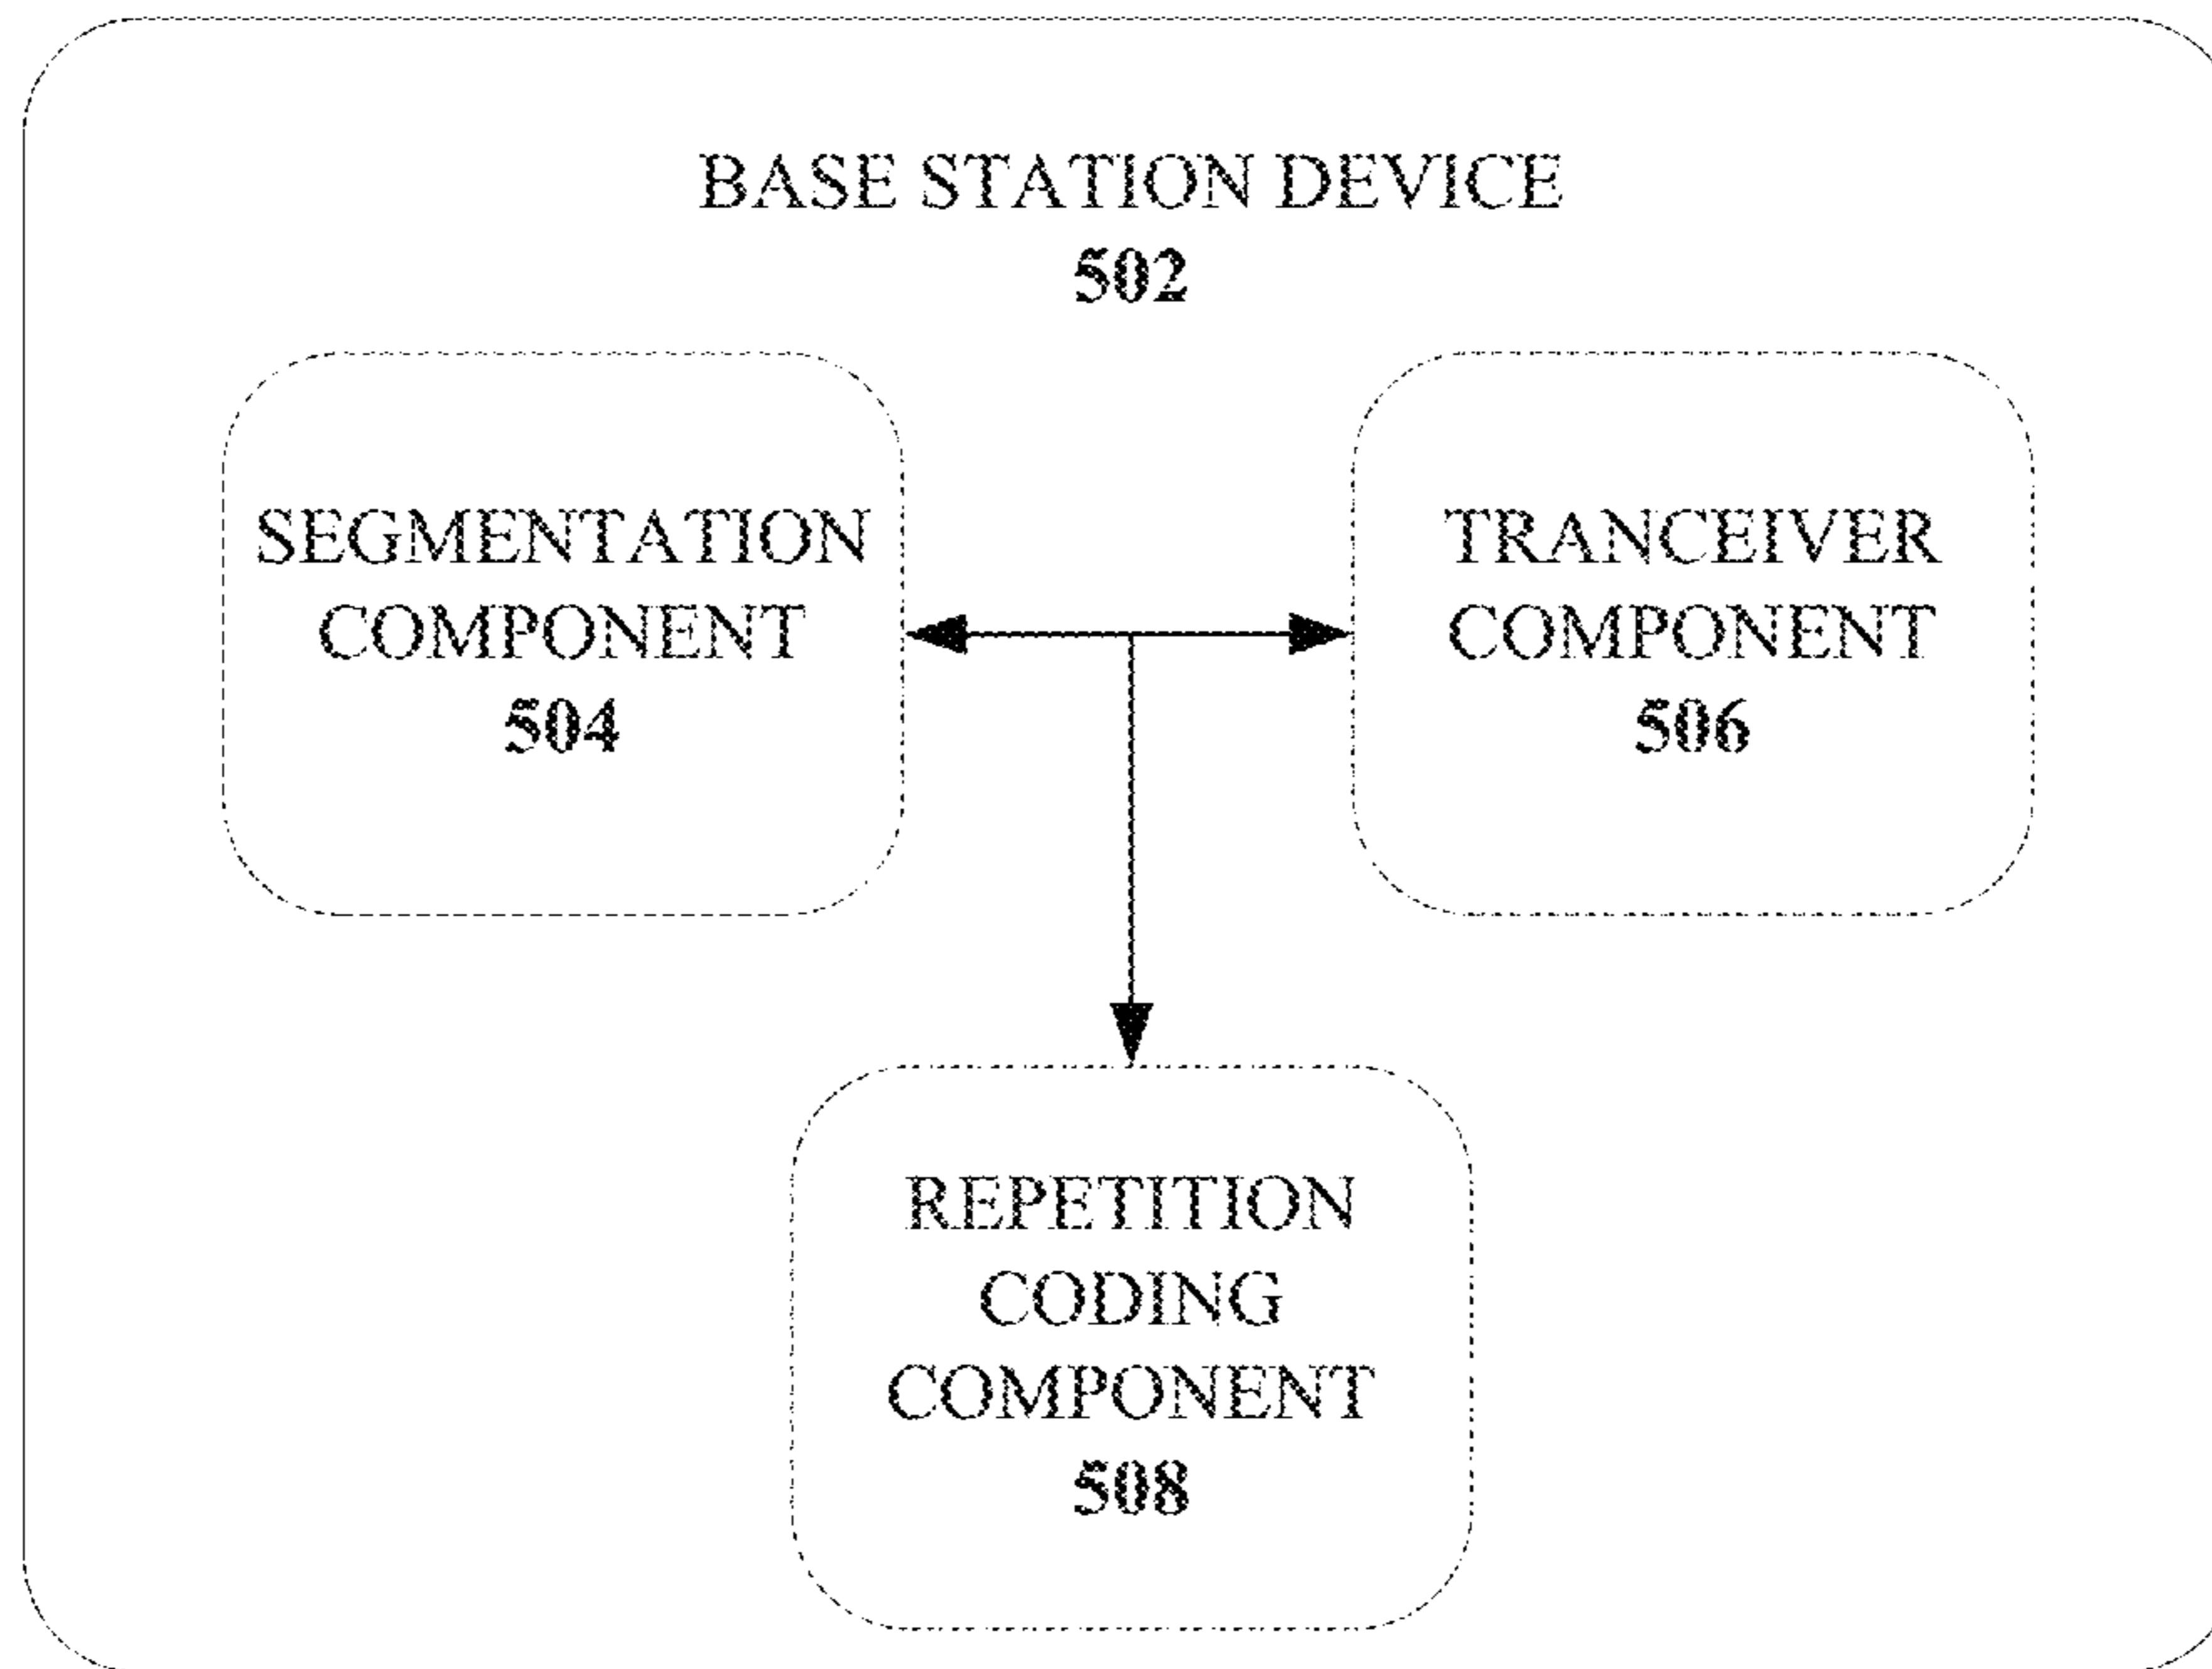 BASE STATION DEVICE
502
SEGMENTATION
COMPONENT
504
TRANCEIVER
COMPONENT
506
REPETITION
CODING
COMPONENT
508